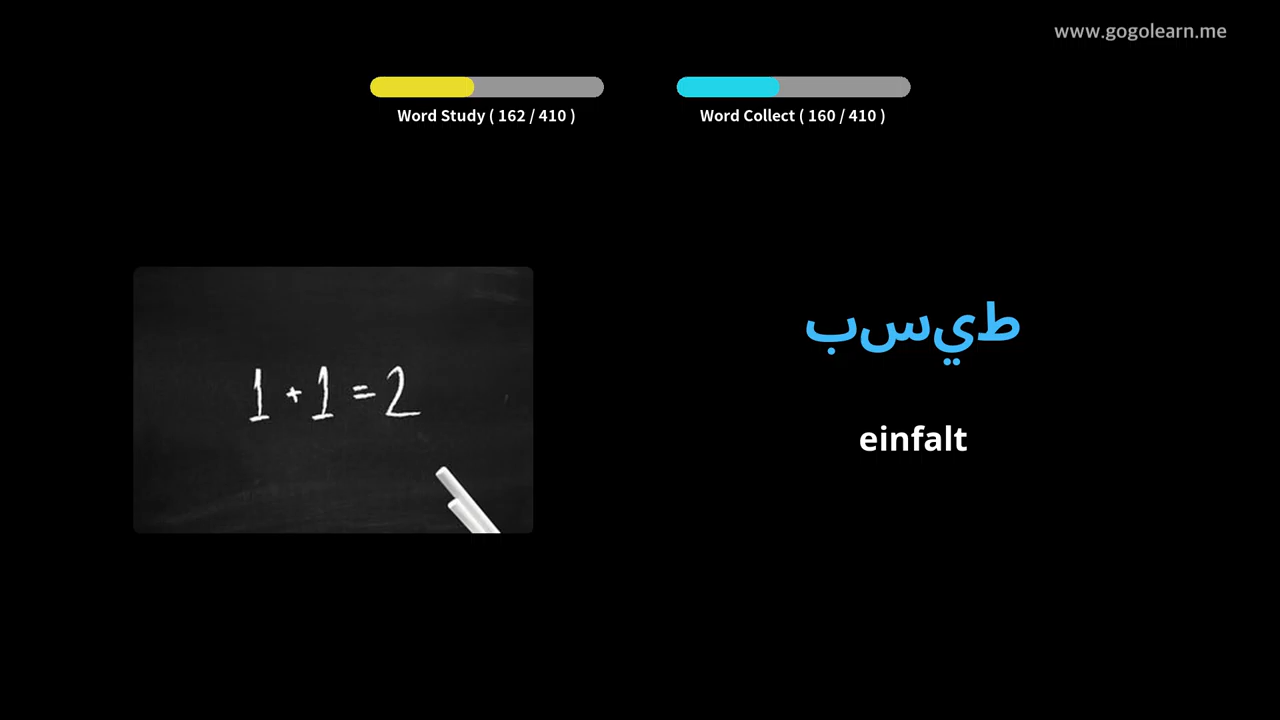 www.gogolearn.me
Word Study ( 162 / 410 )
Word Collect ( 160 / 410 )
بسيط
einfalt
1 + 1 = 2